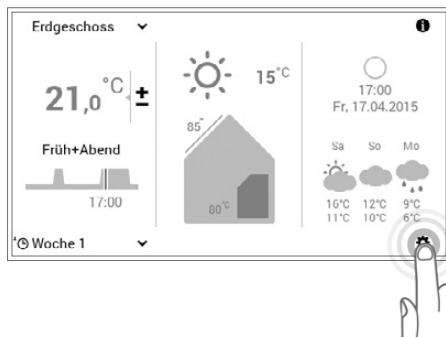 Erdgeschoss
21,0 °C ±
Früh+Abend
17:00
Woche 1
15°C
85°
80°C
17:00
Fr, 17.04.2015
Sa So Mo
16°C 12°C 9°C
11°C 10°C 6°C